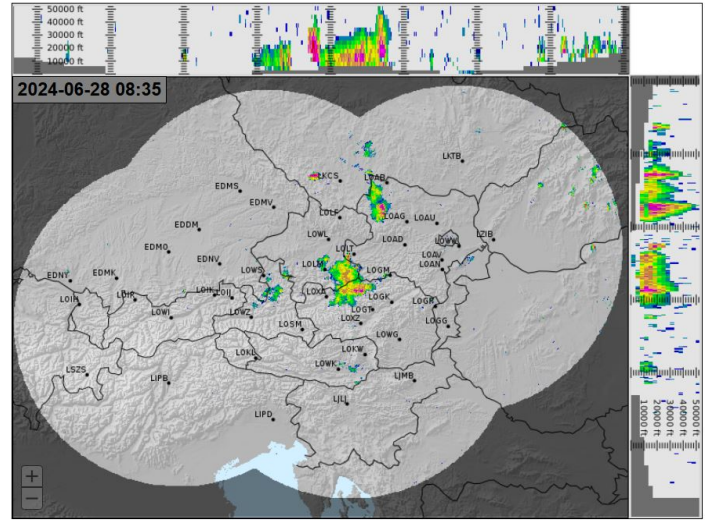 50000 ft
40000 ft
30000 ft
20000 ft
10000 ft
2024-06-28 08:35
LKTB
LKCS
LOAB
EDMS
EDMV
LOLF
LOAG
LOAU
EDDM
LOWL
LOAD
LOWW
LZIB
EDMO
LOLT
LOAV
EDNV
LOLM
LOAN
LOWS
LOGM
EDNY
EDMK
LOIH
LOIR
LOIK
LOXA
LOGK
LOWI
LOWZ
LOGT
LOXZ
LOGG
LOSM
LOWG
LOKL
LOKW
LOWK
LSZS
LIPB
LJMB
LJLJ
LIPD
10000 ft
20000 ft
30000 ft
40000 ft
50000 ft
+
−